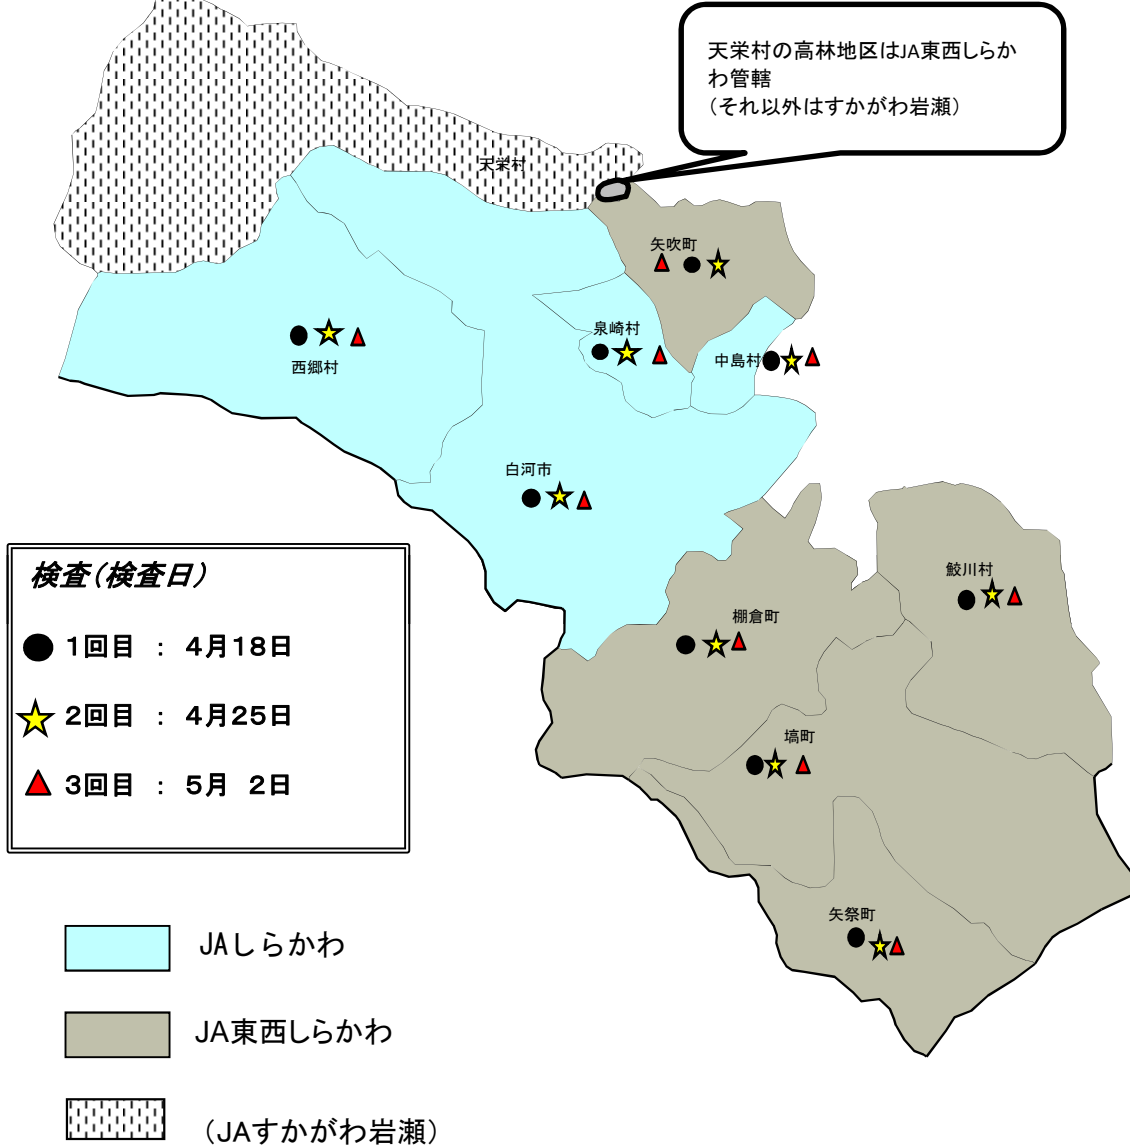 天栄村の高林地区はJA東西しらか
わ管轄
(それ以外はすかがわ岩瀬)
天栄村
矢吹町
泉崎村
中島村
西郷村
白河市
鮫川村
棚倉町
塙町
矢祭町
検査(検査日)
1回目 : 4月18日
2回目 : 4月25日
3回目 : 5月 2日
JAしらかわ
JA東西しらかわ
(JAすかがわ岩瀬)